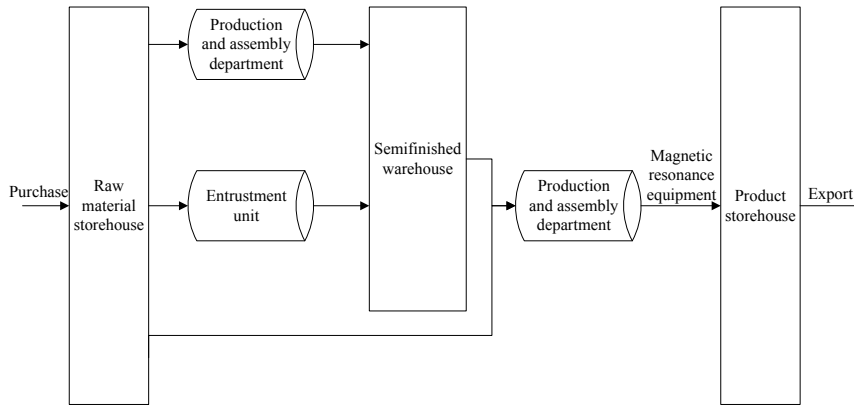 Purchase
Raw
material
storehouse
Production
and assembly
department
Entrustment
unit
Semifinished
warehouse
Production
and assembly
department
Magnetic
resonance
equipment
Product
storehouse
Export